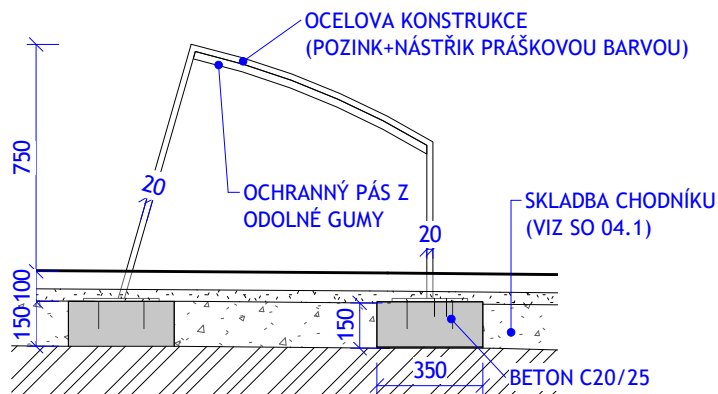 OCELOVA KONSTRUKCE
(POZINK+NÁSTŘIK PRÁŠKOVOU BARVOU)
750
20
OCHRANNÝ PÁS Z
ODOLNÉ GUMY
SKLADBA CHODNÍKU
(VIZ SO 04.1)
20
100
150
150
350
BETON C20/25